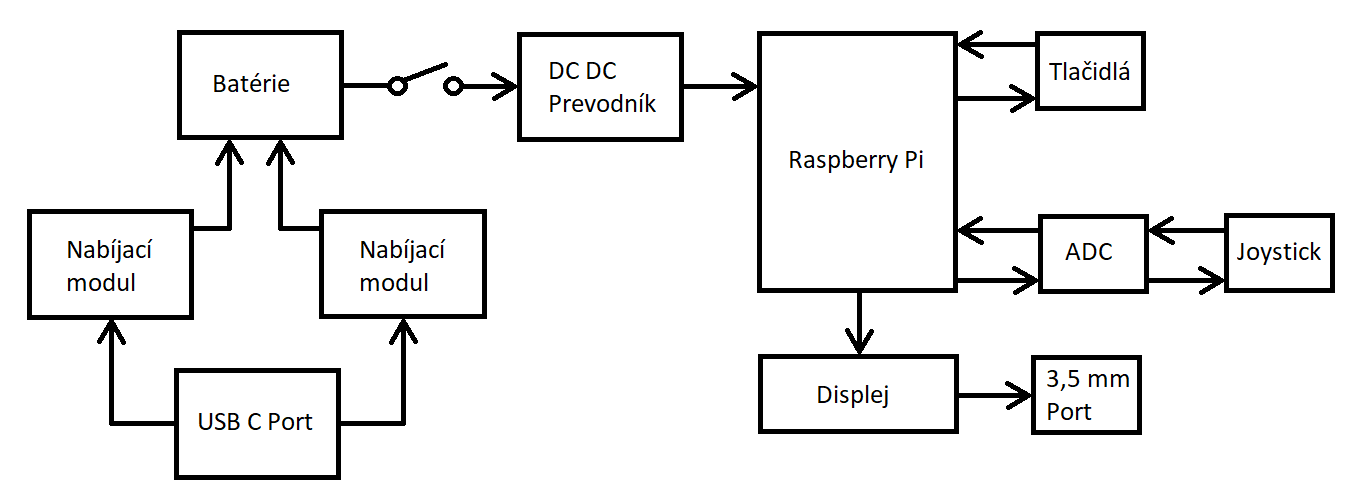 Batérie
DC DC
Prevodník
Raspberry Pi
Tlačidlá
Nabíjací
modul
Nabíjací
modul
ADC
Joystick
USB C Port
Displej
3,5 mm
Port